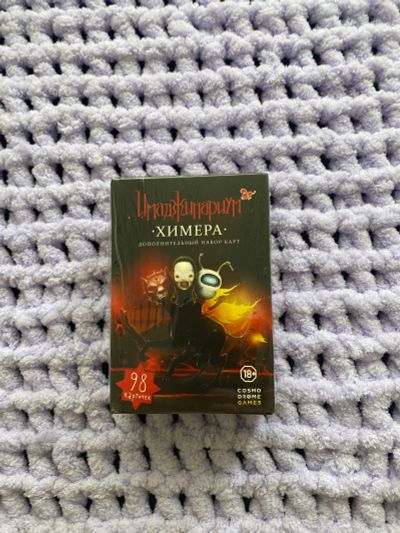 Имаджинариум
·ХИМЕРА·
ДОПОЛНИТЕЛЬНЫЙ НАБОР КАРТ
98
карточек
18+
COSMO
DROME
GAMES